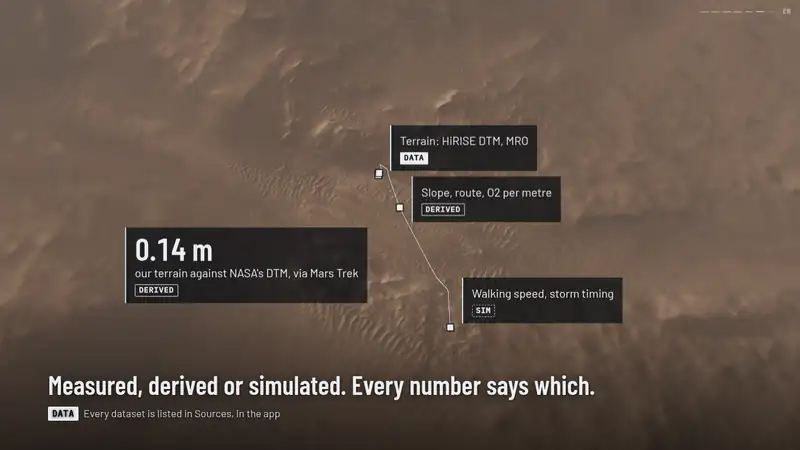 EN
Terrain: HiRISE DTM, MRO
DATA
Slope, route, O2 per metre
DERIVED
0.14 m
our terrain against NASA's DTM, via Mars Trek
DERIVED
Walking speed, storm timing
SIM
Measured, derived or simulated. Every number says which.
DATA Every dataset is listed in Sources, in the app